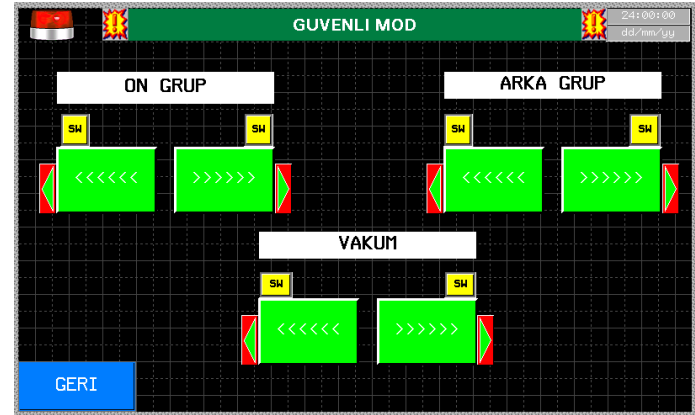 GUVENLI MOD
24:00:00
dd/mm/yy
ON GRUP
ARKA GRUP
SW SW SW SW
<<<<<< >>>>>> <<<<<< >>>>>>
VAKUM
SW SW
<<<<<< >>>>>>
GERI